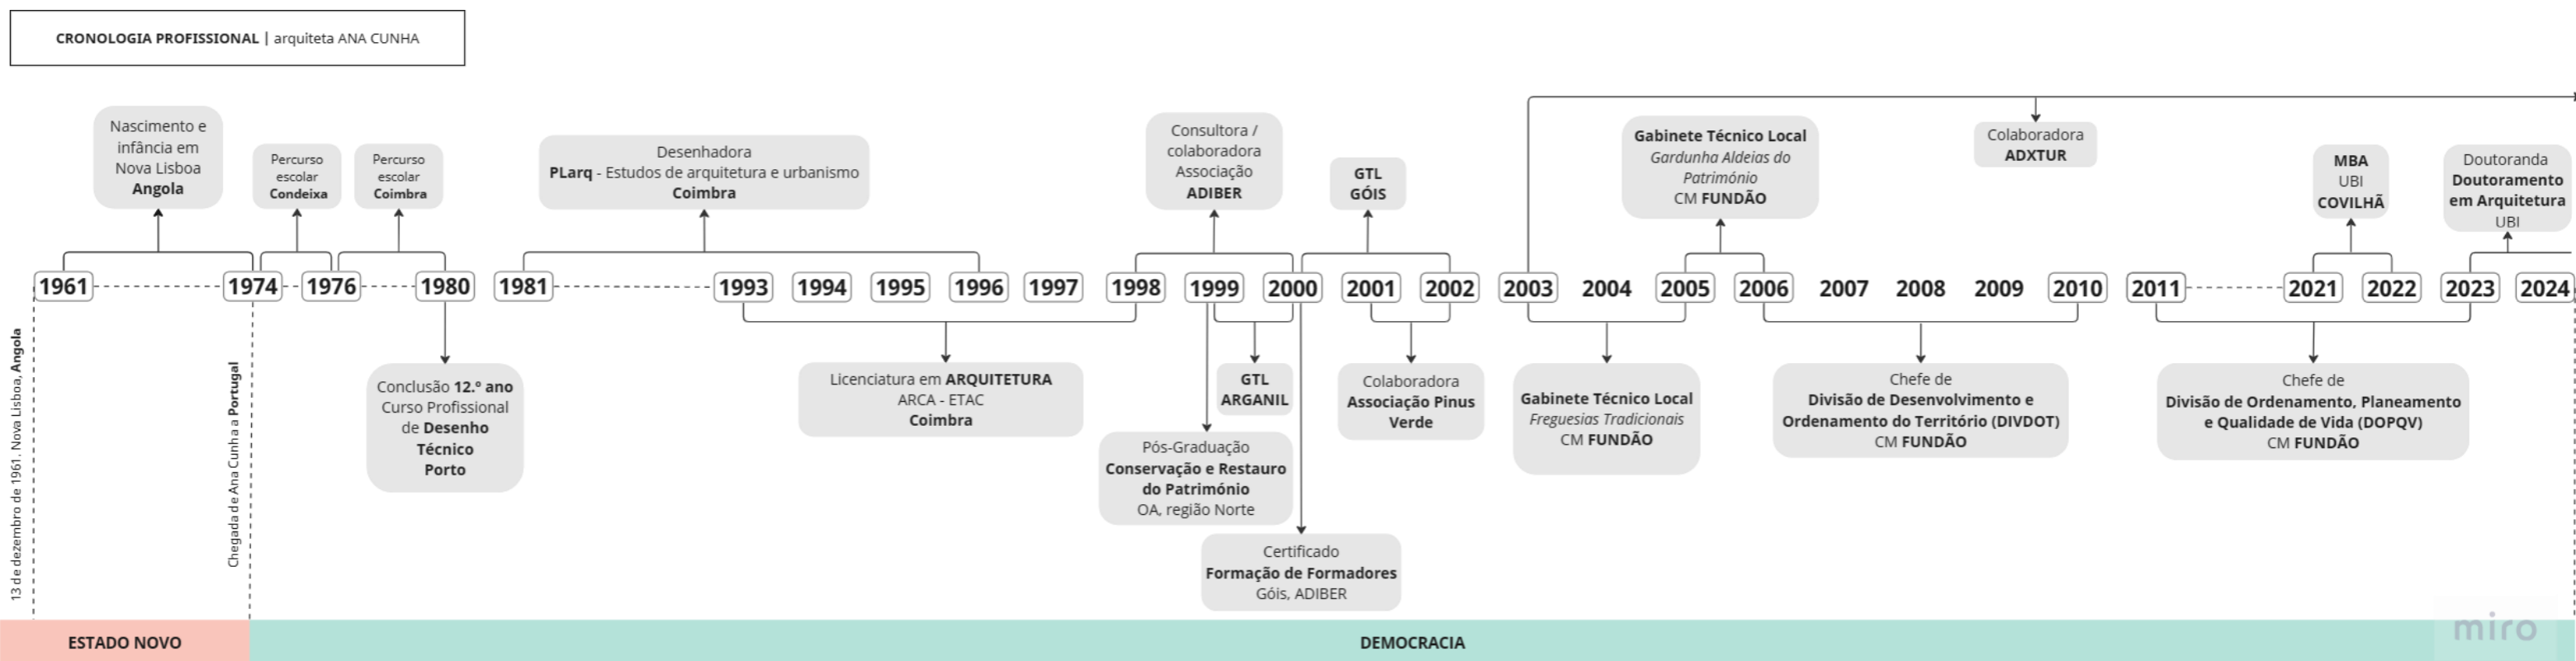 CRONOLOGIA PROFISSIONAL | arquiteta ANA CUNHA
Nascimento e
infância em
Nova Lisboa
Angola
Percurso
escolar
Condeixa
Percurso
escolar
Coimbra
Desenhadora
PLarq - Estudos de arquitetura e urbanismo
Coimbra
Consultora /
colaboradora
Associação
ADIBER
GTL
GÓIS
Gabinete Técnico Local
Gardunha Aldeias do
Património
CM FUNDÃO
Colaboradora
ADXTUR
MBA
UBI
COVILHÃ
Doutoranda
Doutoramento
em Arquitetura
UBI
1961
1974
1976
1980
1981
1993
1994
1995
1996
1997
1998
1999
2000
2001
2002
2003
2004
2005
2006
2007
2008
2009
2010
2011
2021
2022
2023
2024
13 de dezembro de 1961. Nova Lisboa, Angola
Chegada de Ana Cunha a Portugal
Conclusão 12.º ano
Curso Profissional
de Desenho
Técnico
Porto
Licenciatura em ARQUITETURA
ARCA - ETAC
Coimbra
Pós-Graduação
Conservação e Restauro
do Património
OA, região Norte
GTL
ARGANIL
Certificado
Formação de Formadores
Góis, ADIBER
Colaboradora
Associação Pinus
Verde
Gabinete Técnico Local
Freguesias Tradicionais
CM FUNDÃO
Chefe de
Divisão de Desenvolvimento e
Ordenamento do Território (DIVDOT)
CM FUNDÃO
Chefe de
Divisão de Ordenamento, Planeamento
e Qualidade de Vida (DOPQV)
CM FUNDÃO
ESTADO NOVO
DEMOCRACIA
miro